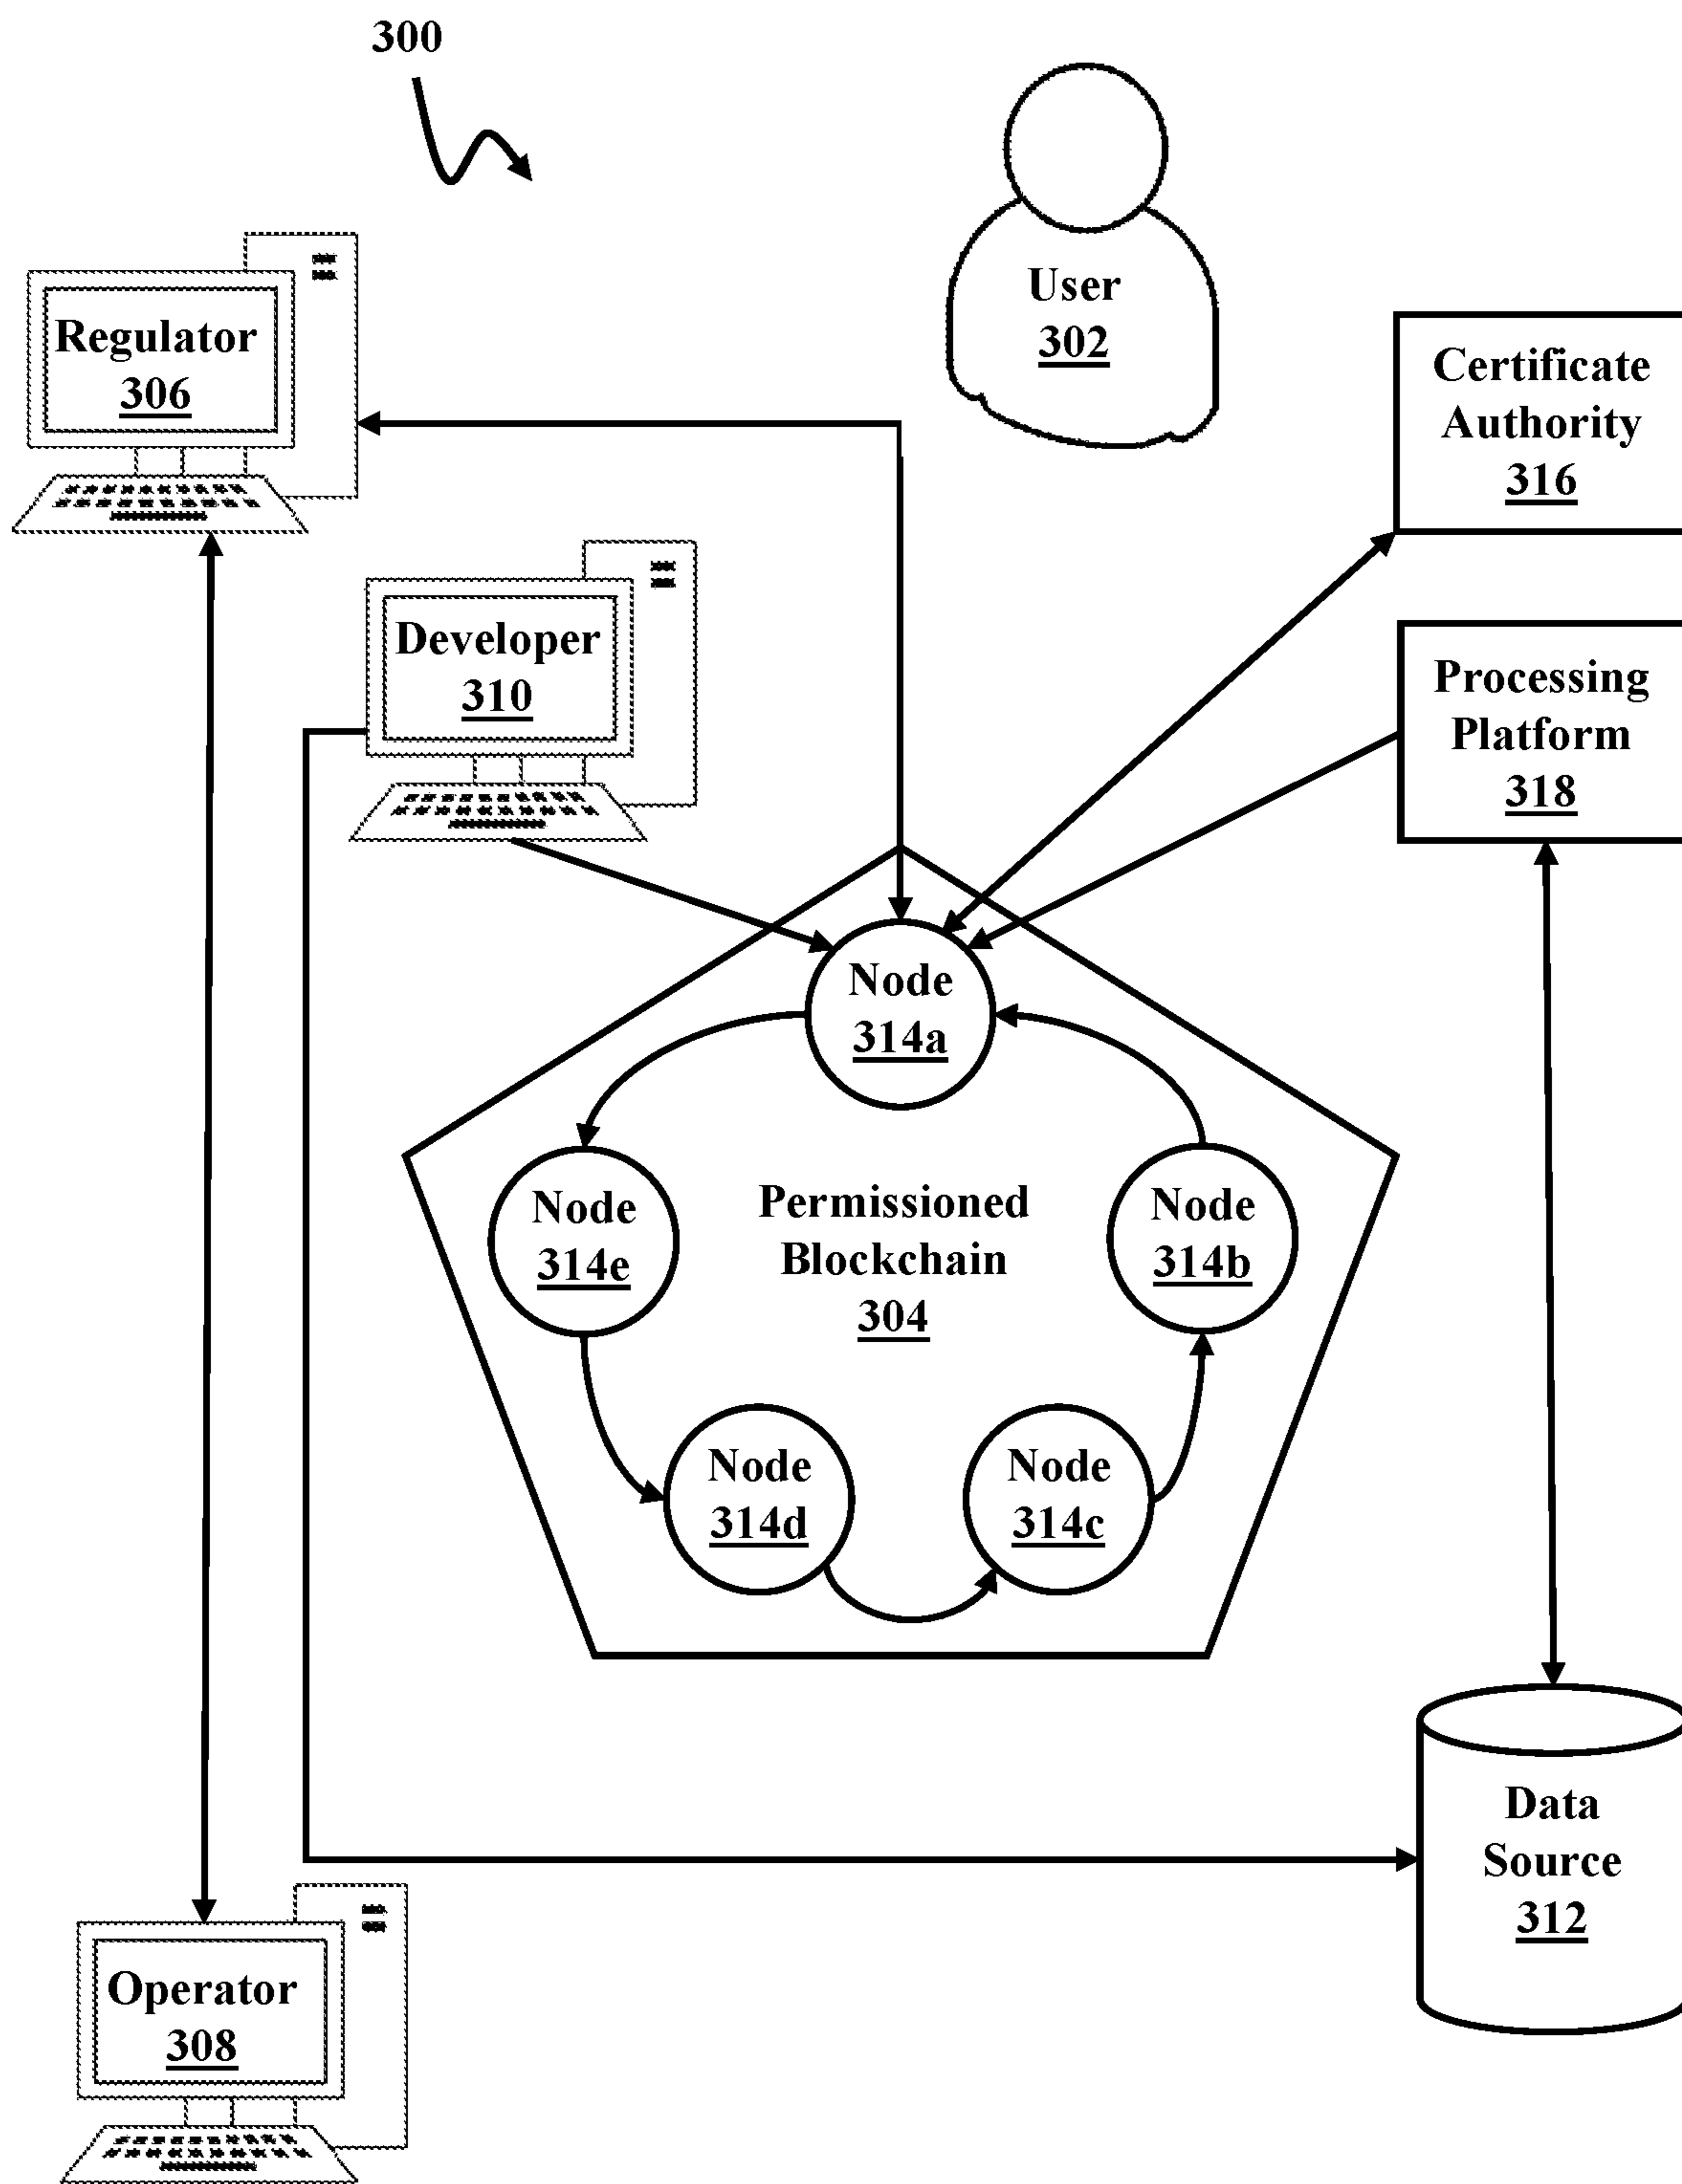 300
User
302
Regulator
306
Certificate
Authority
316
Developer
310
Processing
Platform
318
Node
314a
Node
314e
Permissioned
Blockchain
304
Node
314b
Node
314d
Node
314c
Data
Source
312
Operator
308